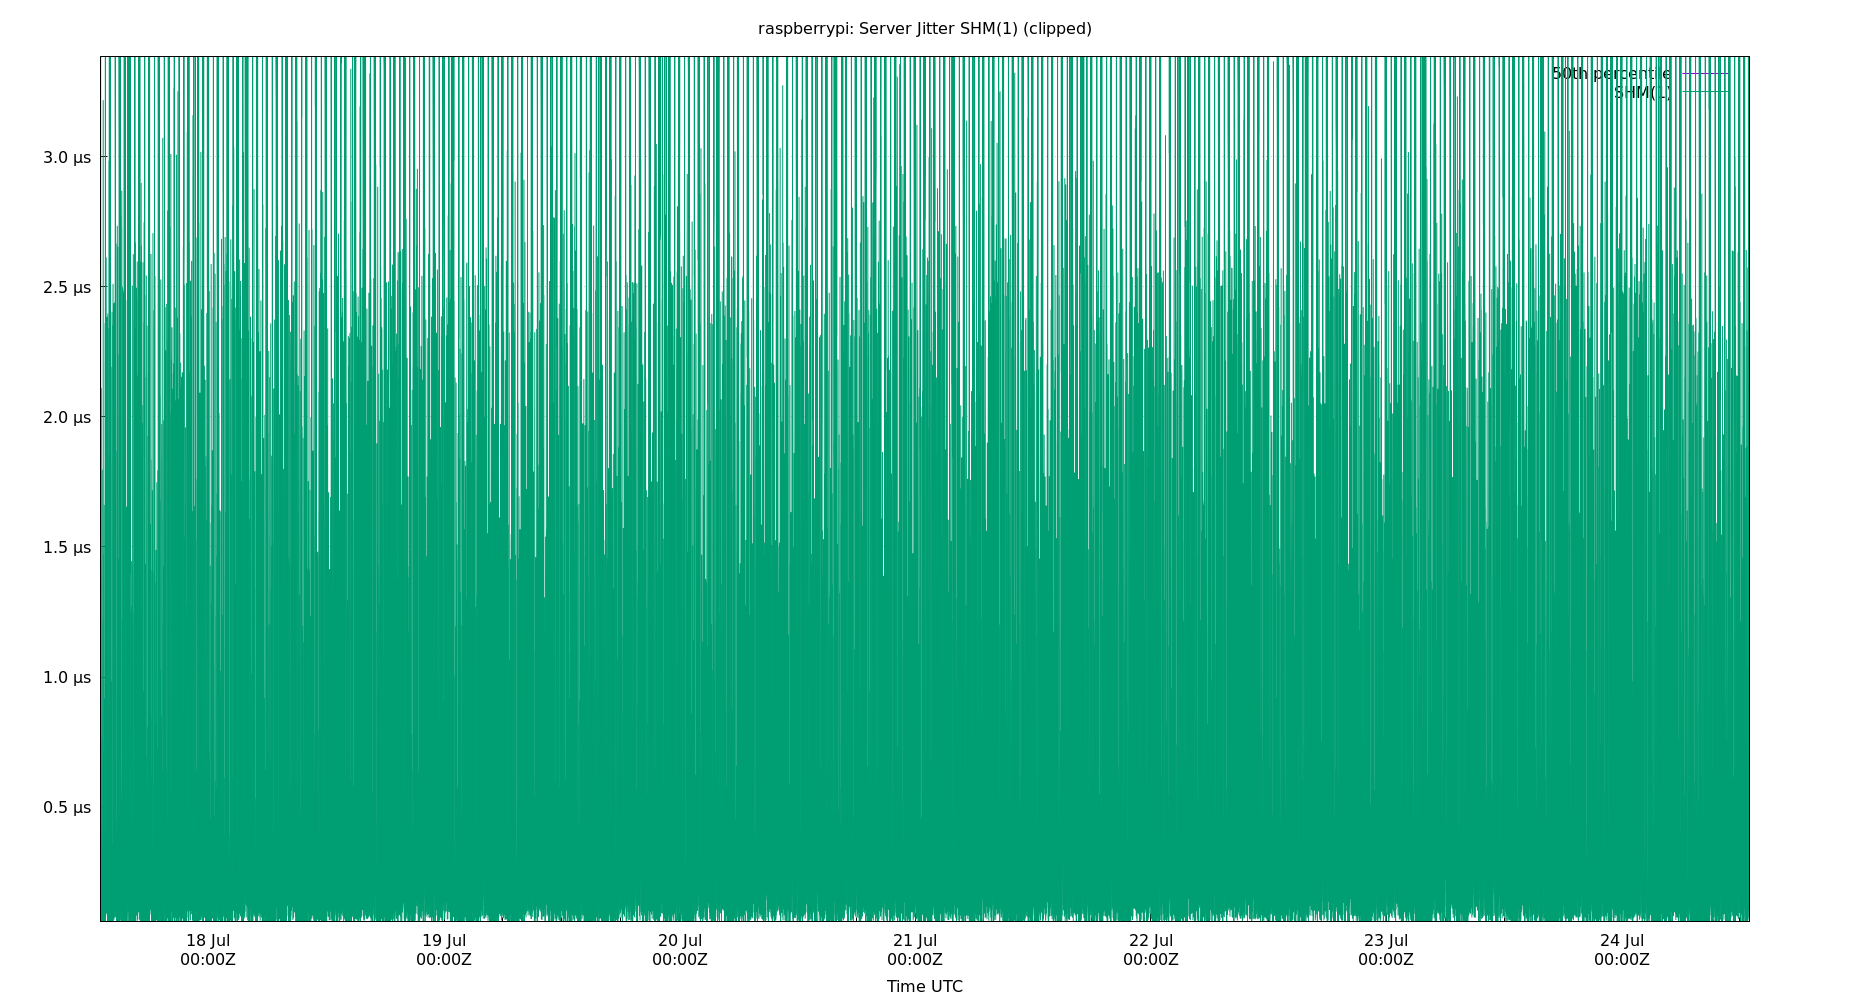 raspberrypi: Server Jitter SHM(1) (clipped)
50th percentile
SHM(1)
3.0 µs
2.5 µs
2.0 µs
1.5 µs
1.0 µs
0.5 µs
18 Jul 19 Jul 20 Jul 21 Jul 22 Jul 23 Jul 24 Jul
00:00Z 00:00Z 00:00Z 00:00Z 00:00Z 00:00Z 00:00Z
Time UTC